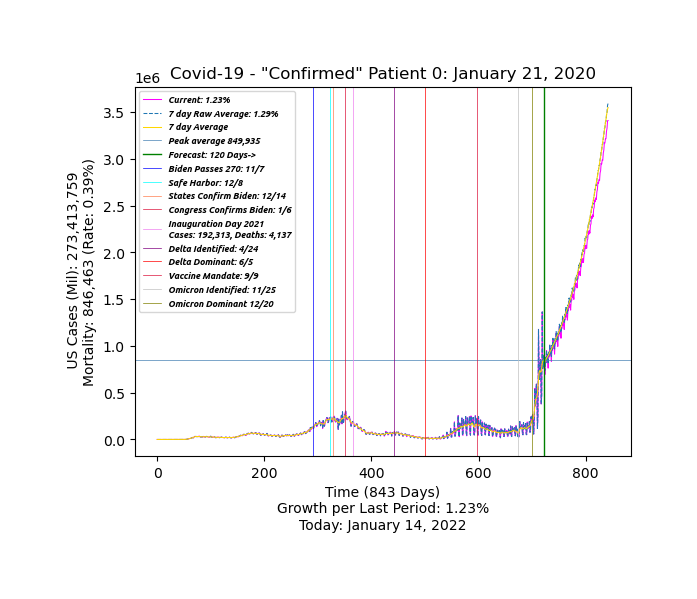 Covid-19 - "Confirmed" Patient 0: January 21, 2020
1e6
Current: 1.23%
7 day Raw Average: 1.29%
7 day Average
Peak average 849,935
Forecast: 120 Days->
Biden Passes 270: 11/7
Safe Harbor: 12/8
States Confirm Biden: 12/14
Congress Confirms Biden: 1/6
Inauguration Day 2021
Cases: 192,313, Deaths: 4,137
Delta Identified: 4/24
Delta Dominant: 6/5
Vaccine Mandate: 9/9
Omicron Identified: 11/25
Omicron Dominant 12/20
3.5
3.0
2.5
2.0
1.5
1.0
0.5
0.0
US Cases (Mil): 273,413,759
Mortality: 846,463 (Rate: 0.39%)
0 200 400 600 800
Time (843 Days)
Growth per Last Period: 1.23%
Today: January 14, 2022